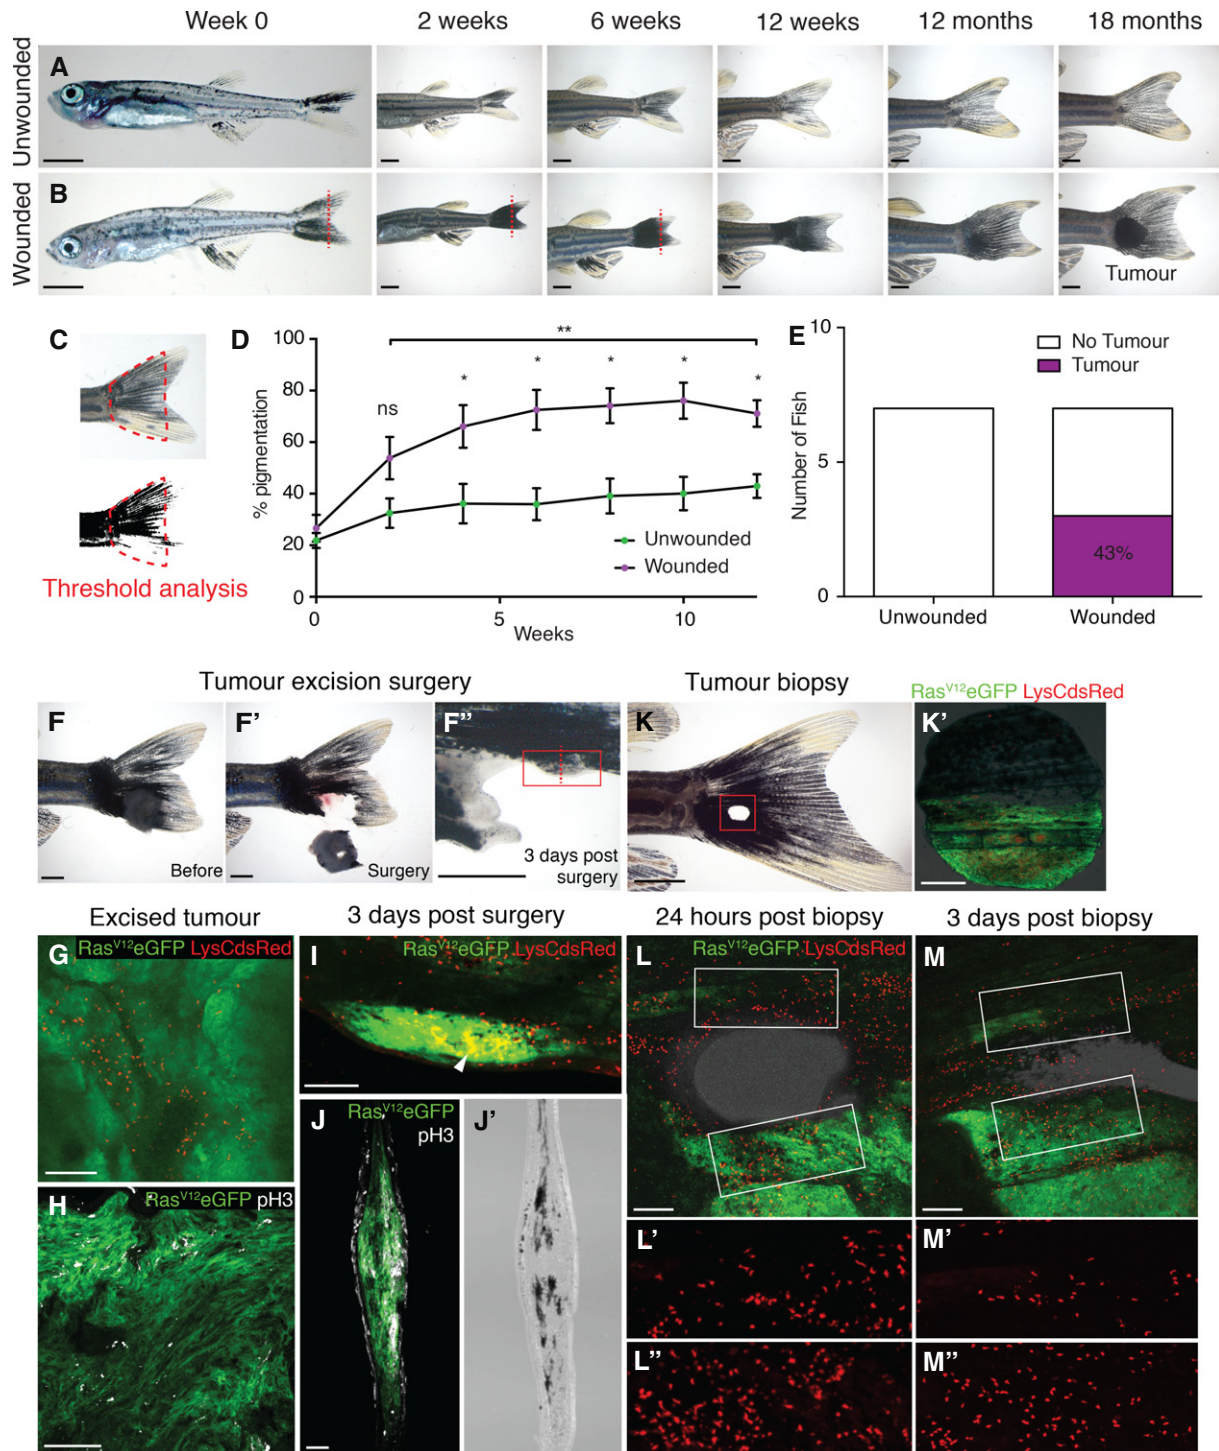 Week 0
2 weeks
6 weeks
12 weeks
12 months
18 months
Unwounded
A
Wounded
B
Tumour
C
Threshold analysis
D
% pigmentation
100
80
60
40
20
0
ns
*
*
*
*
*
**
Unwounded
Wounded
0
5
10
Weeks
E
Number of Fish
10
5
0
No Tumour
Tumour
43%
Unwounded
Wounded
Tumour excision surgery
Tumour biopsy
RasV12eGFP LysCdsRed
F
Before
F'
Surgery
F"
3 days post
surgery
K
K'
Excised tumour
3 days post surgery
24 hours post biopsy
3 days post biopsy
G
RasV12eGFP LysCdsRed
I
RasV12eGFP LysCdsRed
L
RasV12eGFP LysCdsRed
M
H
RasV12eGFP pH3
J
RasV12eGFP
pH3
J'
L'
M'
L"
M"